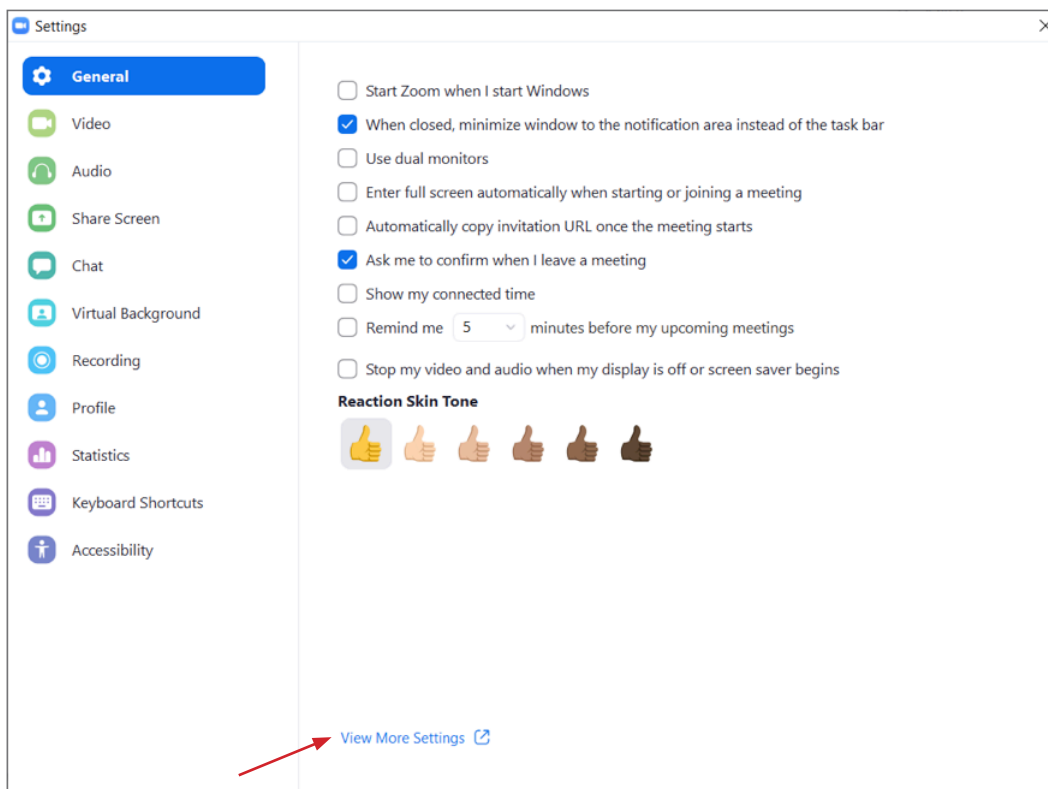 Settings
General
Video
Audio
Share Screen
Chat
Virtual Background
Recording
Profile
Statistics
Keyboard Shortcuts
Accessibility
Start Zoom when I start Windows
When closed, minimize window to the notification area instead of the task bar
Use dual monitors
Enter full screen automatically when starting or joining a meeting
Automatically copy invitation URL once the meeting starts
Ask me to confirm when I leave a meeting
Show my connected time
Remind me 5 minutes before my upcoming meetings
Stop my video and audio when my display is off or screen saver begins
Reaction Skin Tone
View More Settings